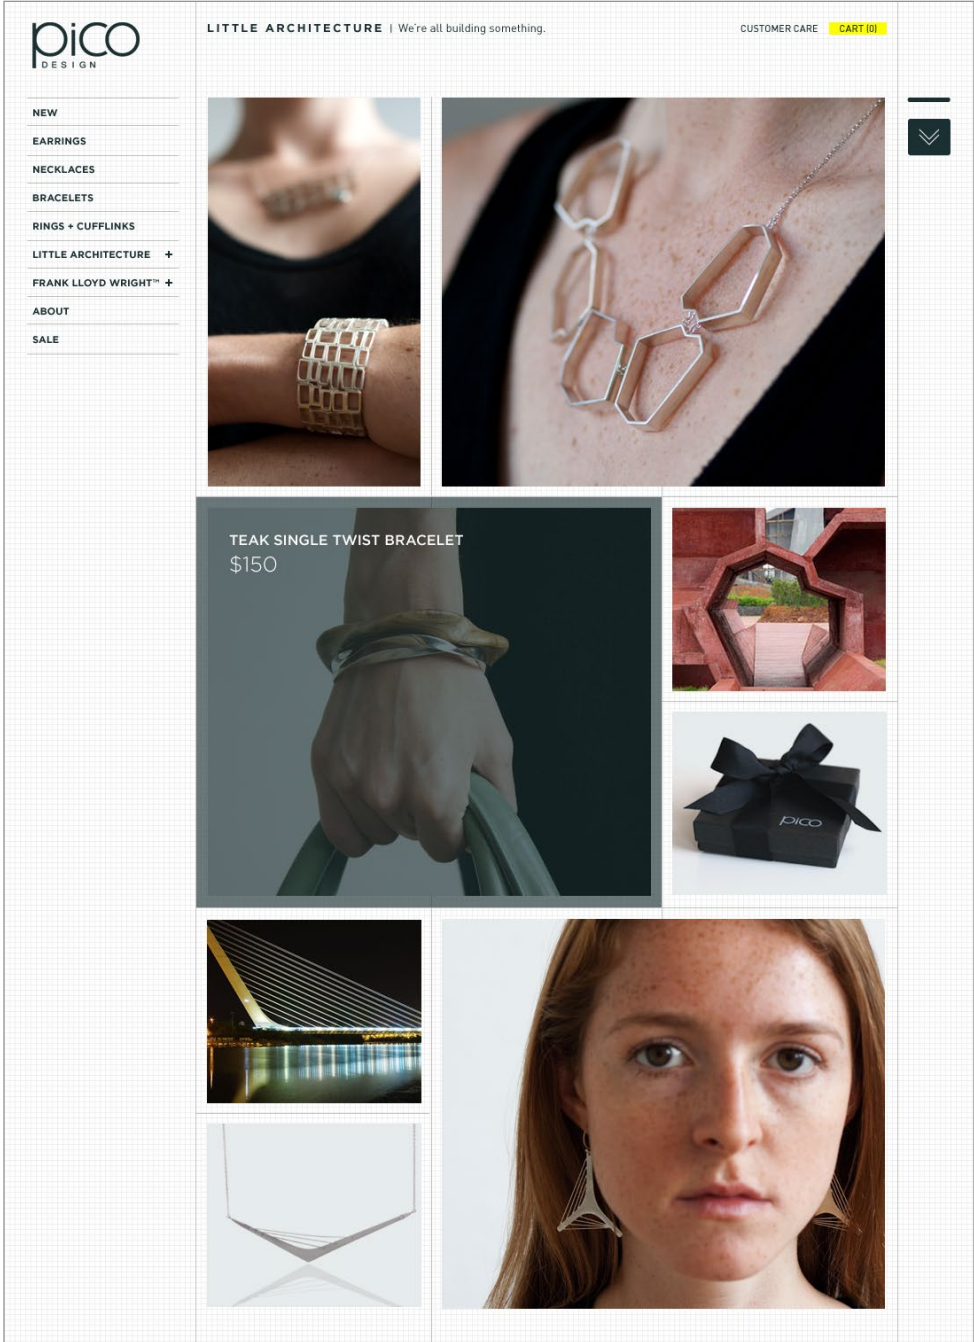 pico
DESIGN
LITTLE ARCHITECTURE | We're all building something.
CUSTOMER CARE
CART (0)
NEW
EARRINGS
NECKLACES
BRACELETS
RINGS + CUFFLINKS
LITTLE ARCHITECTURE +
FRANK LLOYD WRIGHT™ +
ABOUT
SALE
TEAK SINGLE TWIST BRACELET
$150
pico